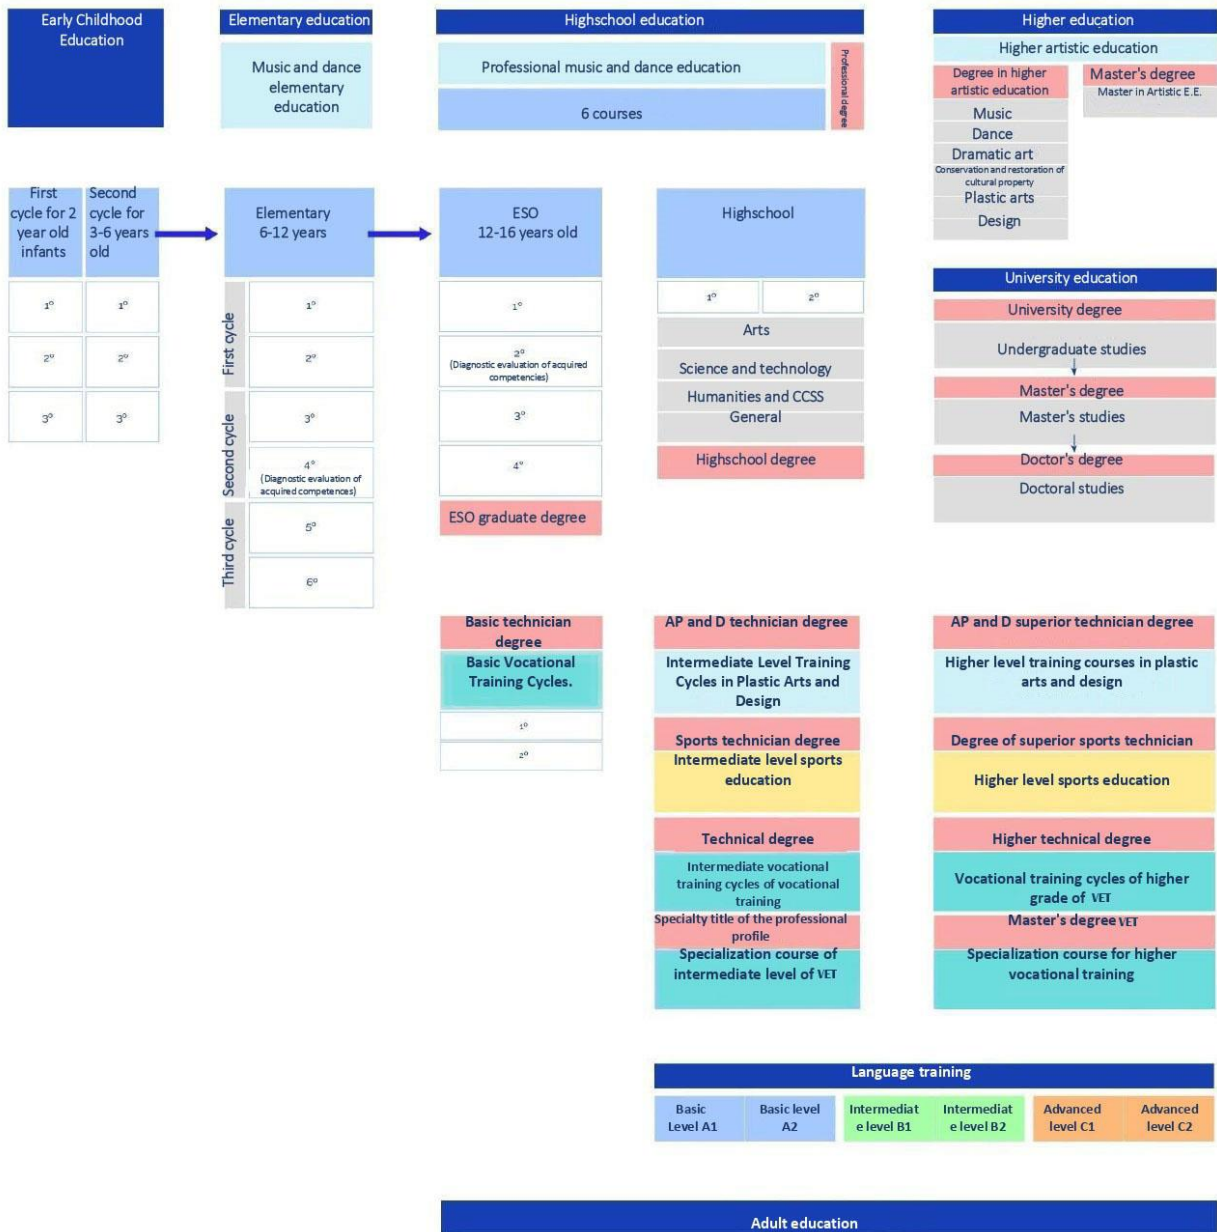 Early Childhood
Education
Elementary education
Music and dance
elementary
education
Highschool education
Professional music and dance education
6 courses
Professional degree
Higher education
Higher artistic education
Degree in higher
artistic education
Music
Dance
Dramatic art
Conservation and restoration of
cultural property
Plastic arts
Design
Master's degree
Master in Artistic E.E.
First
cycle for 2
year old
infants
Second
cycle for
3-6 years
old
Elementary
6-12 years
ESO
12-16 years old
Highschool
1º
2º
3º
1º
2º
3º
First cycle
1º
2º
Second cycle
3º
4º
(Diagnostic evaluation of
acquired competences)
Third cycle
5º
6º
1º
2º
(Diagnostic evaluation of acquired
competencies)
3º
4º
ESO graduate degree
1º
2º
Arts
Science and technology
Humanities and CCSS
General
Highschool degree
University education
University degree
Undergraduate studies
Master's degree
Master's studies
Doctor's degree
Doctoral studies
Basic technician
degree
Basic Vocational
Training Cycles.
1º
2º
AP and D technician degree
Intermediate Level Training
Cycles in Plastic Arts and
Design
Sports technician degree
Intermediate level sports
education
Technical degree
Intermediate vocational
training cycles of vocational
training
Specialty title of the professional
profile
Specialization course of
intermediate level of VET
AP and D superior technician degree
Higher level training courses in plastic
arts and design
Degree of superior sports technician
Higher level sports education
Higher technical degree
Vocational training cycles of higher
grade of VET
Master's degree VET
Specialization course for higher
vocational training
Language training
Basic
Level A1
Basic level
A2
Intermediat
e level B1
Intermediat
e level B2
Advanced
level C1
Advanced
level C2
Adult education